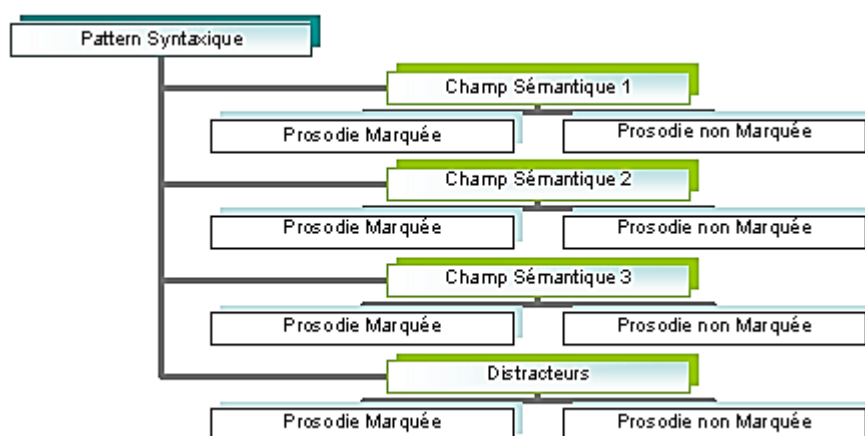 Pattern Syntaxique
Champ Sémantique 1
Prosodie Marquée
Prosodie non Marquée
Champ Sémantique 2
Prosodie Marquée
Prosodie non Marquée
Champ Sémantique 3
Prosodie Marquée
Prosodie non Marquée
Distracteurs
Prosodie Marquée
Prosodie non Marquée